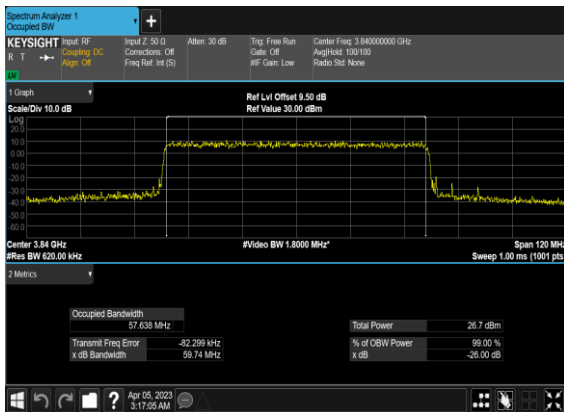 Spectrum Analyzer 1
Occupied BW
KEYSIGHT
R T
Input: RF
Coupling: DC
Align: Off
Input Z: 50 Ω
Corrections: Off
Freq Ref: Int (S)
Atten: 30 dB
Trig: Free Run
Gate: Off
#IF Gain: Low
Center Freq: 3.840000000 GHz
Avg|Hold: 100/100
Radio Std: None
1 Graph
Scale/Div 10.0 dB
Ref Lvl Offset 9.50 dB
Ref Value 30.00 dBm
Log
20.0
10.0
0.00
-10.0
-20.0
-30.0
-40.0
-50.0
-60.0
Center 3.84 GHz
#Res BW 620.00 kHz
#Video BW 1.8000 MHz*
Span 120 MHz
Sweep 1.00 ms (1001 pts
2 Metrics
Occupied Bandwidth
57.638 MHz
Transmit Freq Error -82.299 kHz
x dB Bandwidth 59.74 MHz
Total Power 26.7 dBm
% of OBW Power 99.00 %
x dB -26.00 dB
?
Apr 05, 2023
3:17:05 AM